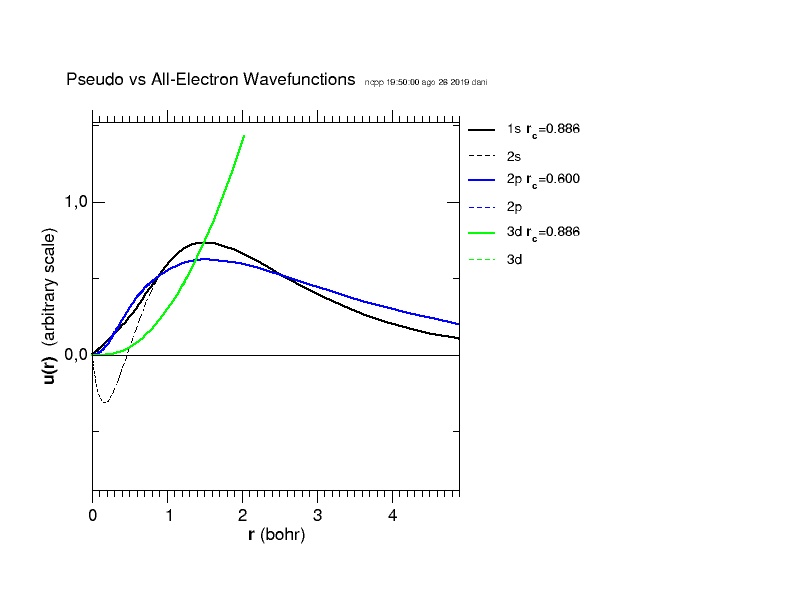 Pseudo vs All-Electron Wavefunctions ncpp 19:50:00 ago 26 2019 dani
1s rc=0.886
2s
2p rc=0.600
2p
3d rc=0.886
3d
1,0
0,0
u(r) (arbitrary scale)
0 1 2 3 4
r (bohr)